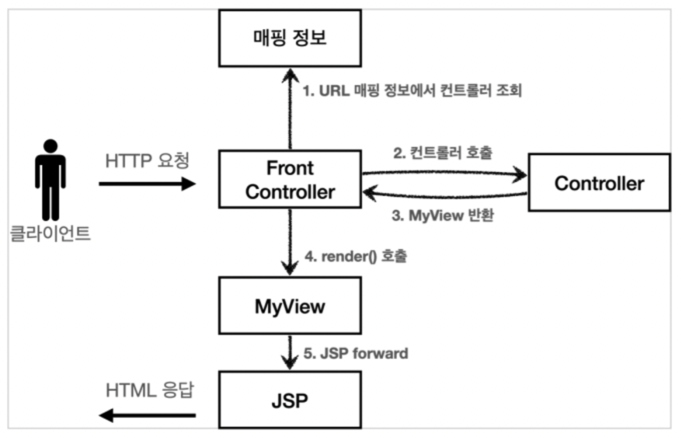 매핑 정보
1. URL 매핑 정보에서 컨트롤러 조회
HTTP 요청
Front
Controller
2. 컨트롤러 호출
3. MyView 반환
Controller
클라이언트
4. render() 호출
MyView
5. JSP forward
HTML 응답
JSP